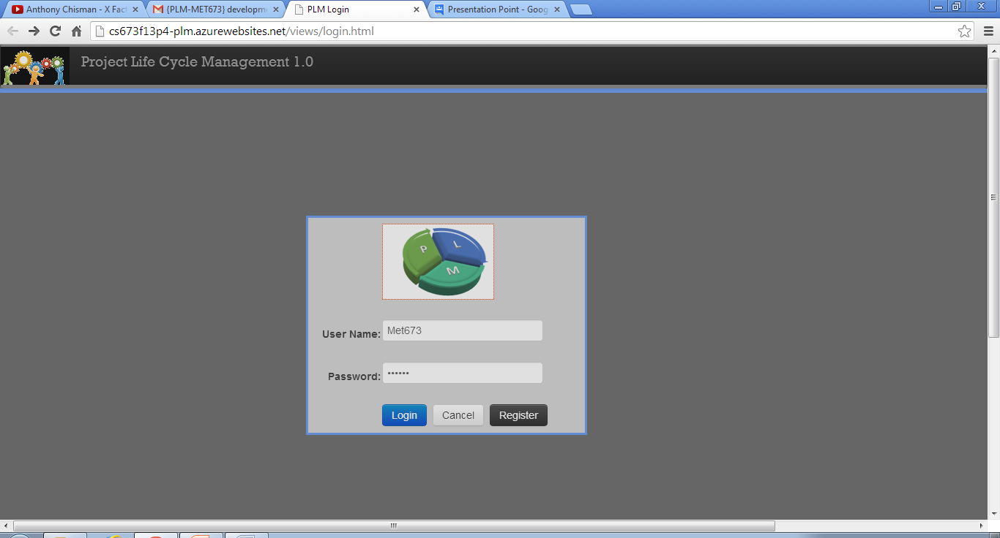 Anthony Chisman - X Fact
{PLM-MET673} developme
PLM Login
Presentation Point - Goog
cs673f13p4-plm.azurewebsites.net/views/login.html
Project Life Cycle Management 1.0
P L
M
User Name: Met673
Password: ••••••
Login Cancel Register